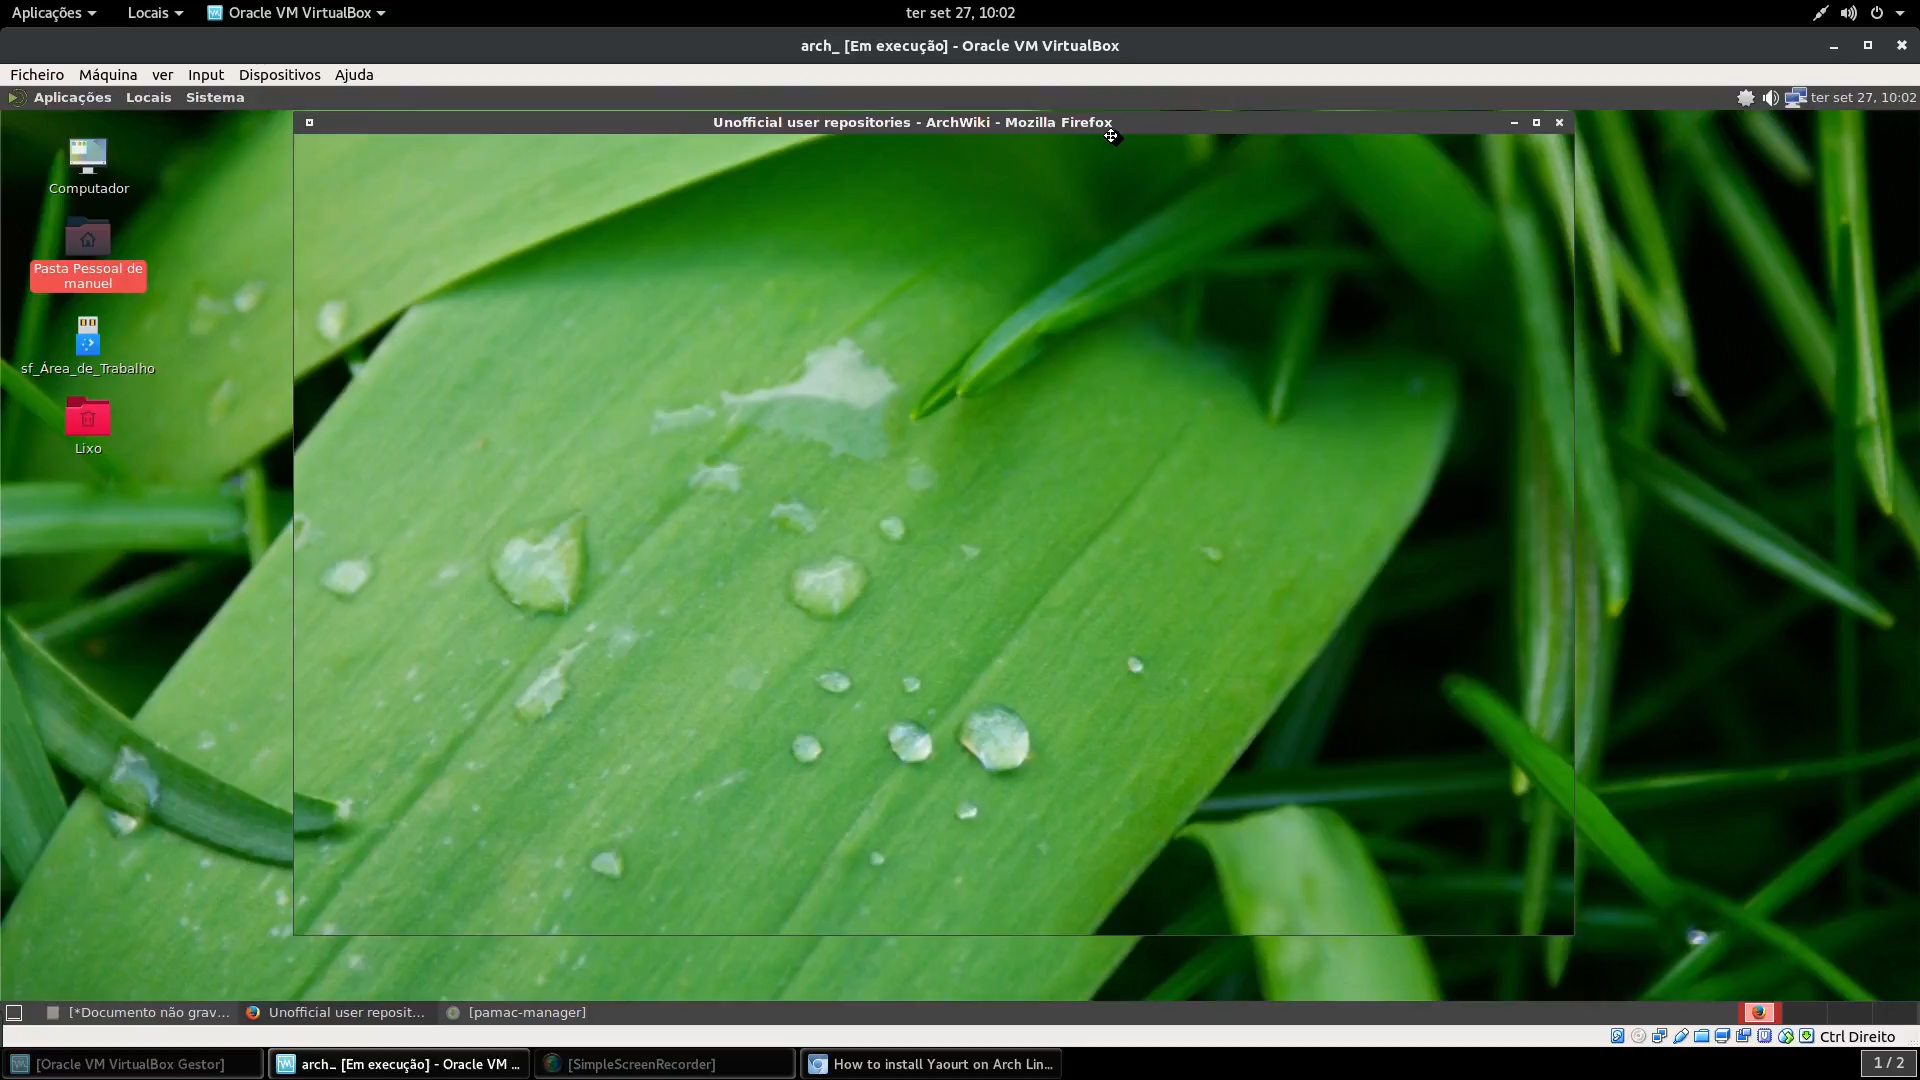 Aplicações
Locais
Oracle VM VirtualBox
ter set 27, 10:02
arch_ [Em execução] - Oracle VM VirtualBox
Ficheiro
Máquina
ver
Input
Dispositivos
Ajuda
Aplicações
Locais
Sistema
ter set 27, 10:02
Unofficial user repositories - ArchWiki - Mozilla Firefox
Computador
Pasta Pessoal de
manuel
sf_Área_de_Trabalho
Lixo
[*Documento não grav...
Unofficial user reposit...
[pamac-manager]
Ctrl Direito
[Oracle VM VirtualBox Gestor]
arch_ [Em execução] - Oracle VM ...
[SimpleScreenRecorder]
How to install Yaourt on Arch Lin...
1 / 2